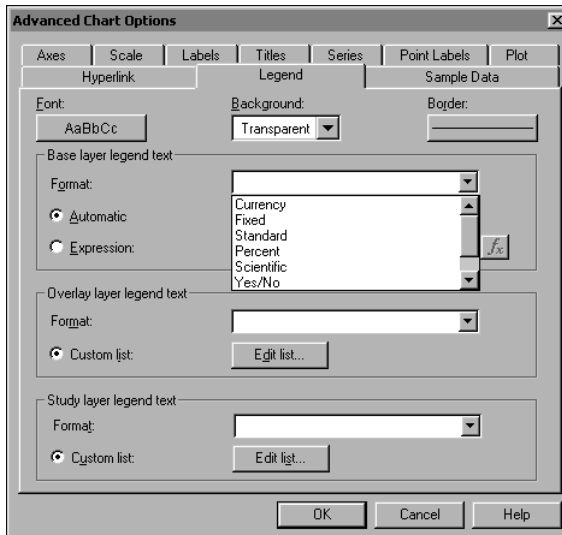 Advanced Chart Options
Axes Scale Labels Titles Series Point Labels Plot
Hyperlink Legend Sample Data
Font: Background: Border:
AaBbCc Transparent
Base layer legend text
Format:
Currency
Automatic Fixed
Standard
Expression: Percent fx
Scientific
Yes/No
Overlay layer legend text
Format:
Custom list: Edit list...
Study layer legend text
Format:
Custom list: Edit list...
OK Cancel Help